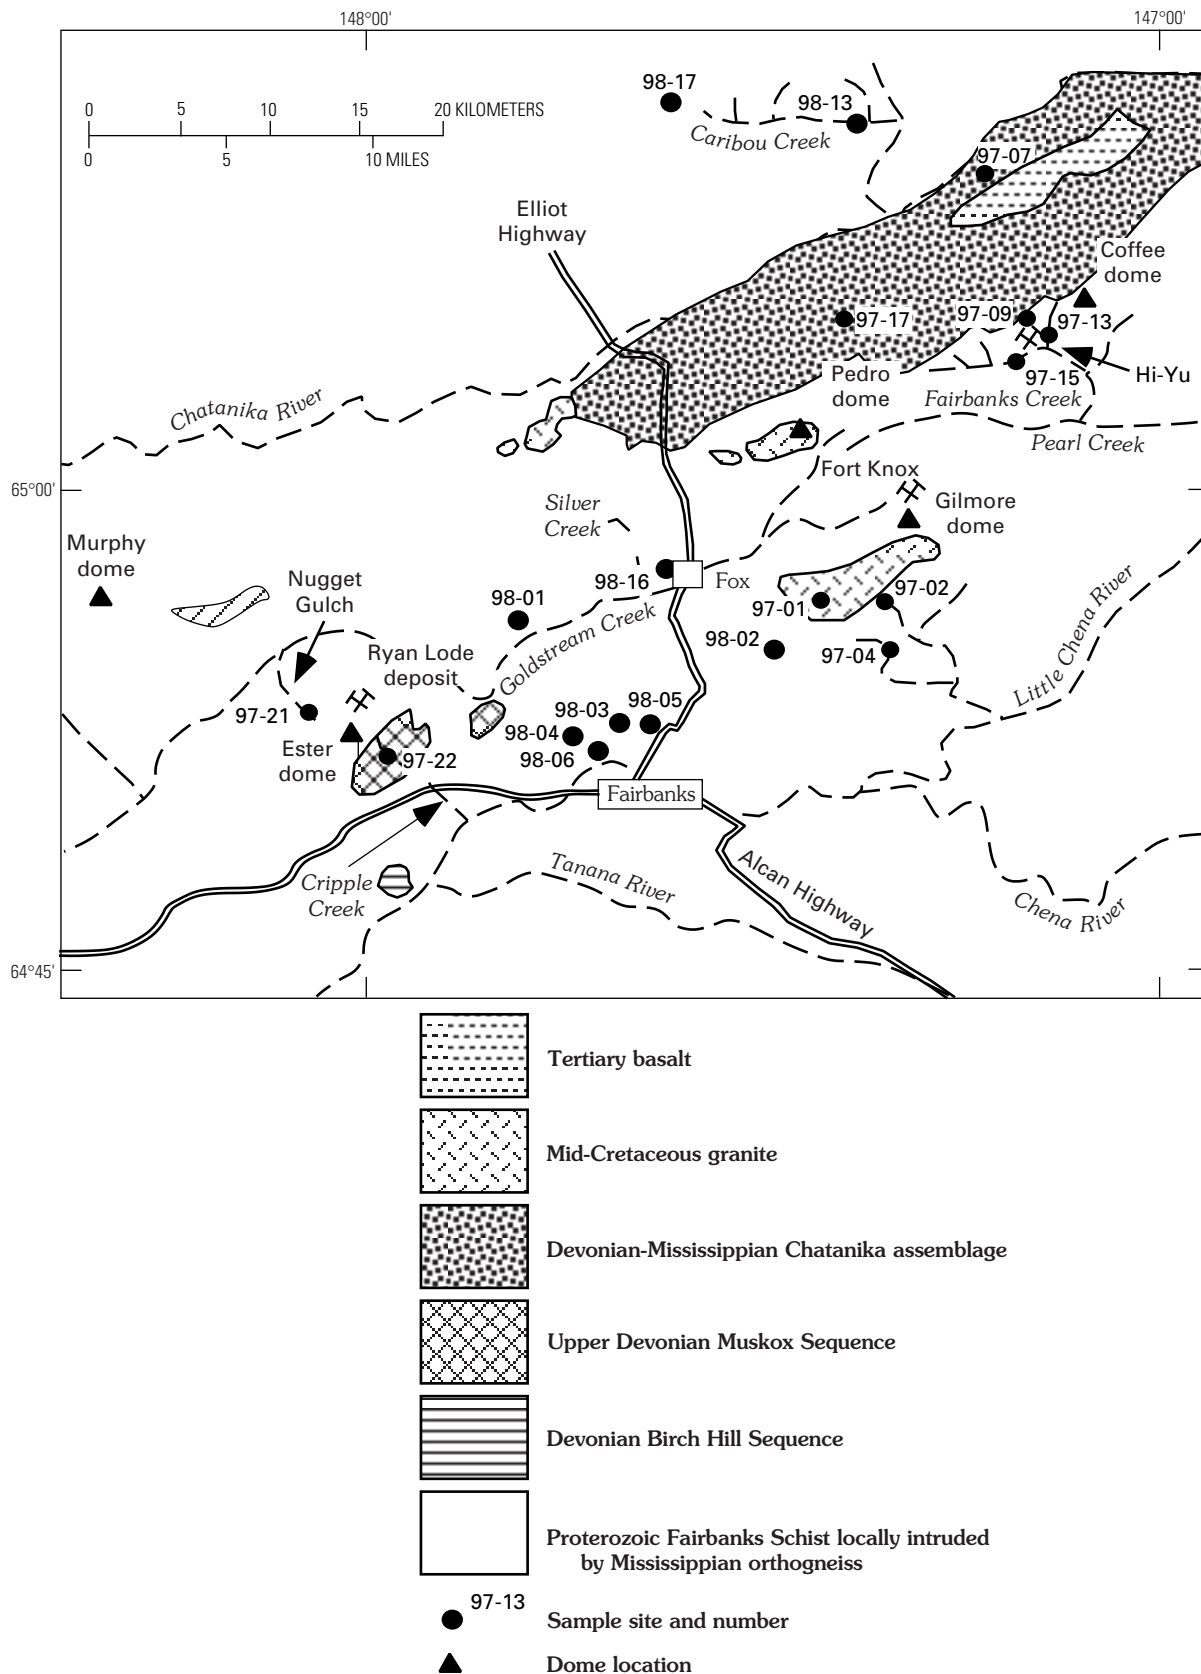 148°00'
147°00'
0 5 10 15 20 KILOMETERS
0 5 10 MILES
98-17
98-13
Caribou Creek
97-07
Elliot
Highway
Coffee
dome
97-17
97-09
97-13
97-15
Hi-Yu
Pedro
dome
Fairbanks Creek
Pearl Creek
Chatanika River
65°00'
Fort Knox
Silver
Creek
Gilmore
dome
Murphy
dome
Nugget
Gulch
98-16
Fox
98-01
97-01
97-02
98-02
97-04
Goldstream Creek
Little Chena River
Ryan Lode
deposit
97-21
98-03
98-05
98-04
98-06
Ester
dome
97-22
Fairbanks
Cripple
Creek
Tanana River
Alcan Highway
Chena River
64°45'
Tertiary basalt
Mid-Cretaceous granite
Devonian-Mississippian Chatanika assemblage
Upper Devonian Muskox Sequence
Devonian Birch Hill Sequence
Proterozoic Fairbanks Schist locally intruded
by Mississippian orthogneiss
97-13
Sample site and number
Dome location